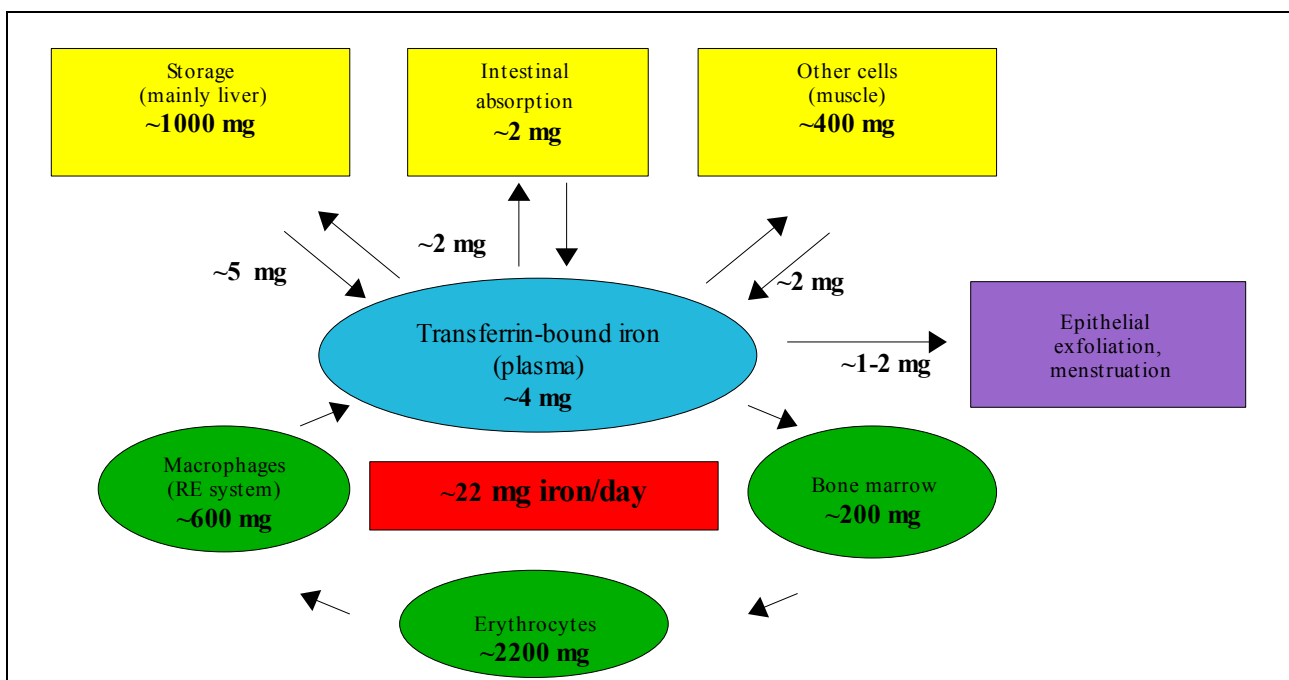 Storage
(mainly liver)
~1000 mg
Intestinal
absorption
~2 mg
Other cells
(muscle)
~400 mg
~5 mg
~2 mg
~2 mg
Transferrin-bound iron
(plasma)
~4 mg
~1-2 mg
Epithelial
exfoliation,
menstruation
Macrophages
(RE system)
~600 mg
~22 mg iron/day
Bone marrow
~200 mg
Erythrocytes
~2200 mg